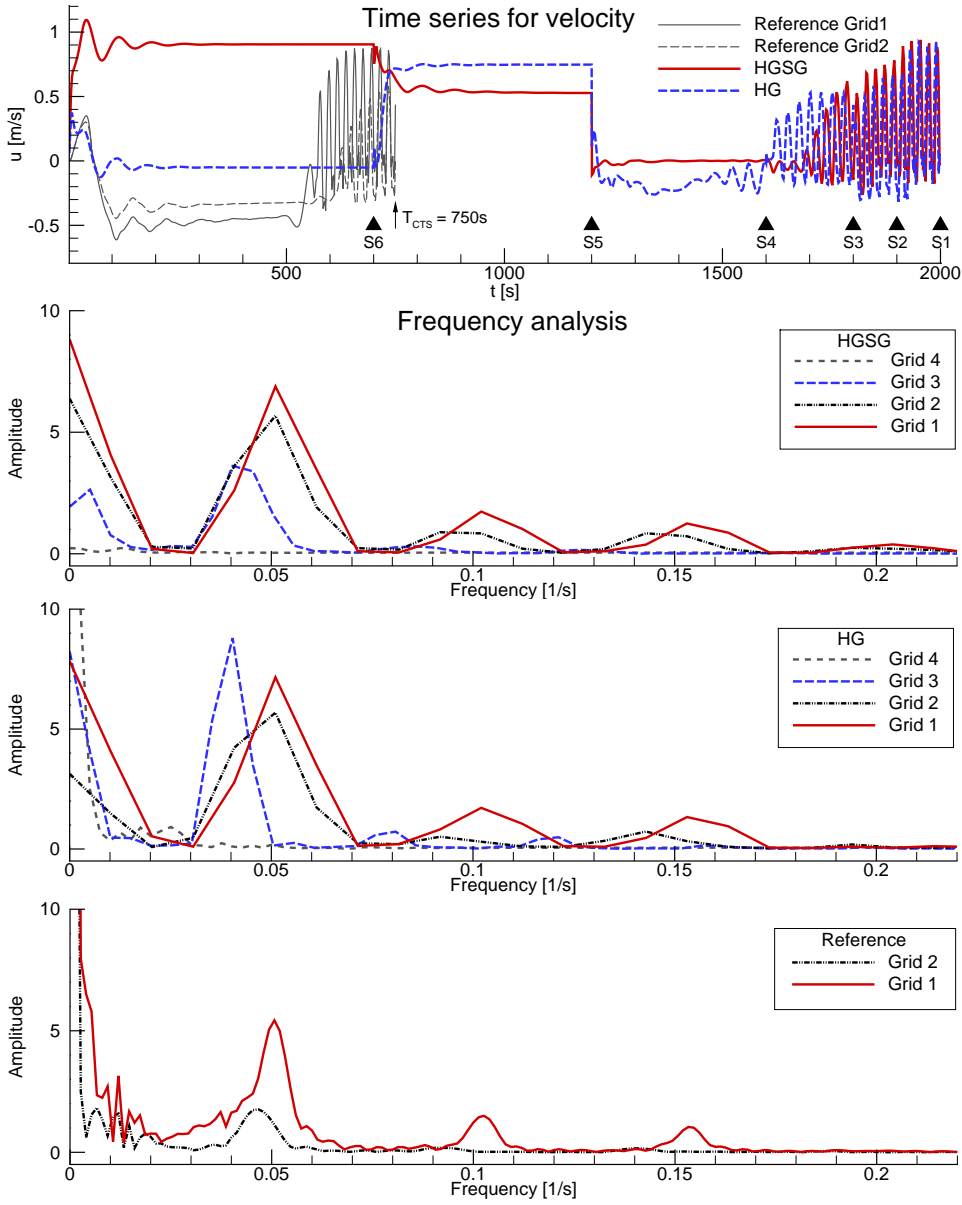 Time series for velocity
Reference Grid1
Reference Grid2
HGSG
HG
u [m/s]
1
0.5
0
-0.5
T_CTS = 750s
S6
S5
S4
S3
S2
S1
500
1000
1500
2000
t [s]
Frequency analysis
HGSG
Grid 4
Grid 3
Grid 2
Grid 1
Amplitude
10
5
0
0
0.05
0.1
0.15
0.2
Frequency [1/s]
HG
Grid 4
Grid 3
Grid 2
Grid 1
Amplitude
10
5
0
0
0.05
0.1
0.15
0.2
Frequency [1/s]
Reference
Grid 2
Grid 1
Amplitude
10
5
0
0
0.05
0.1
0.15
0.2
Frequency [1/s]